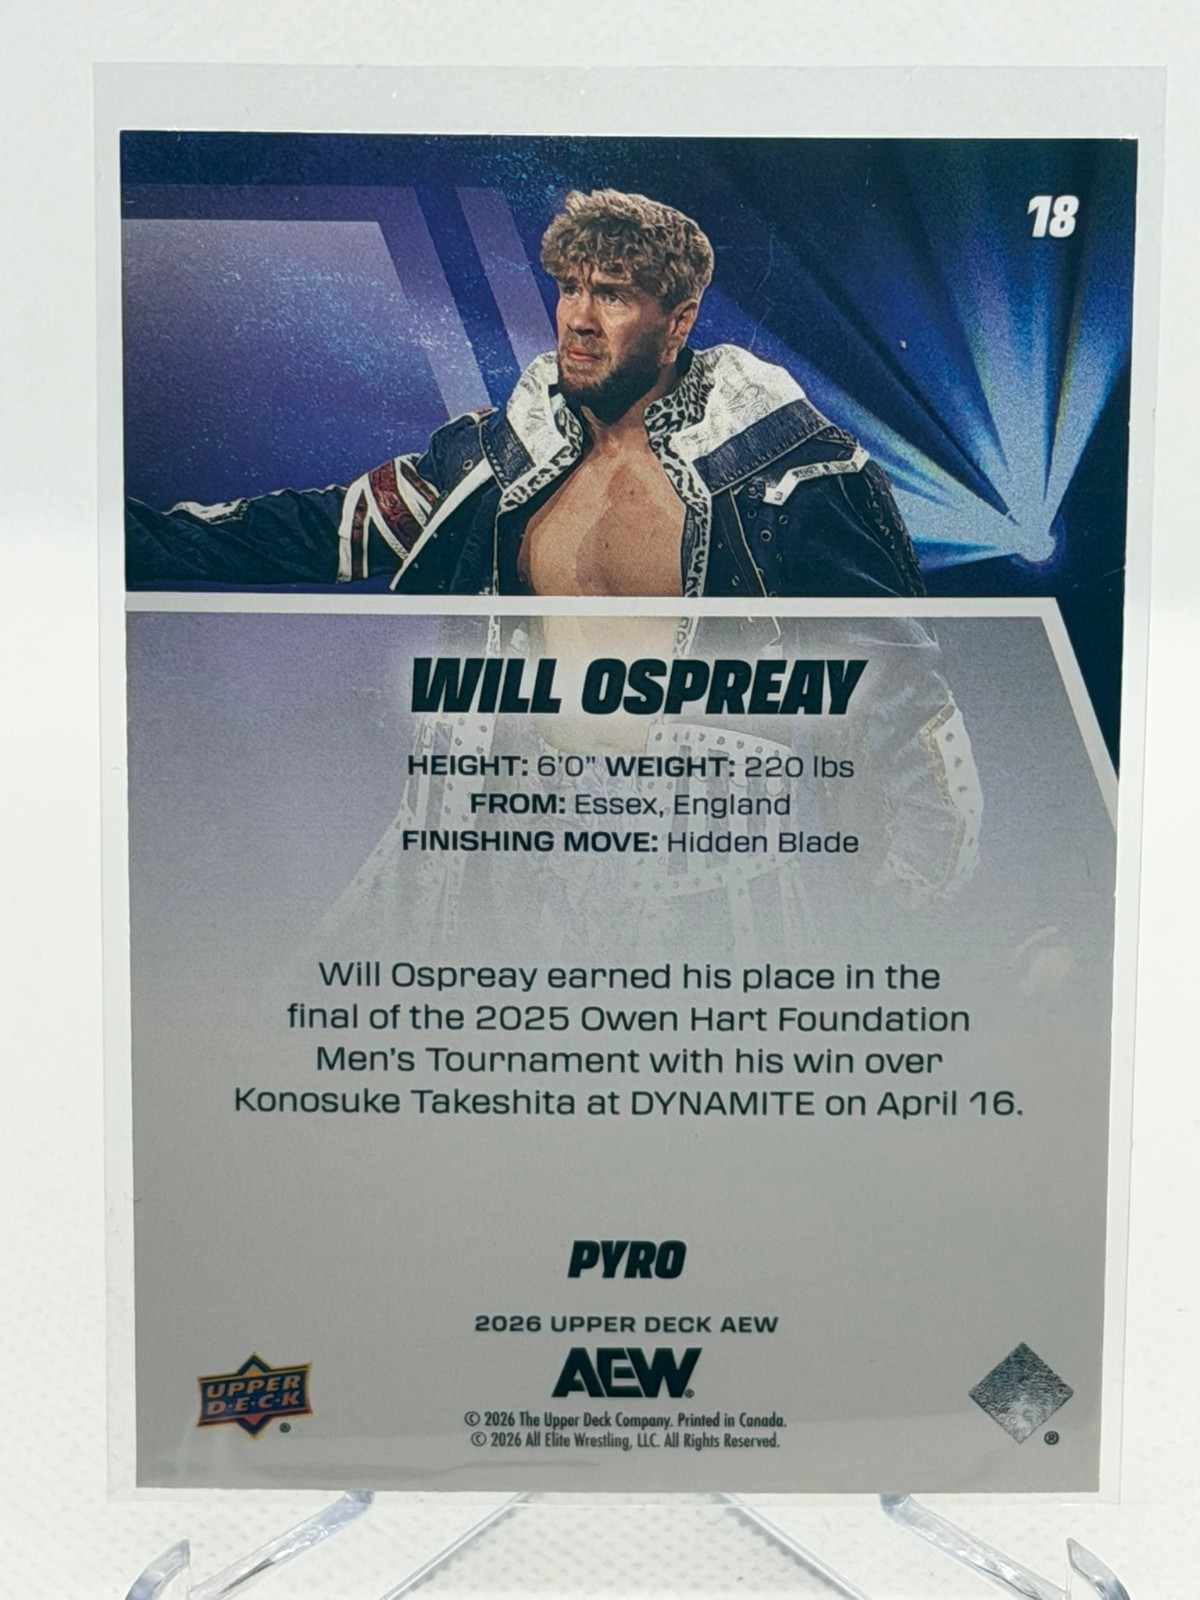 18
WILL OSPREAY
HEIGHT: 6'0" WEIGHT: 220 lbs
FROM: Essex, England
FINISHING MOVE: Hidden Blade
Will Ospreay earned his place in the
final of the 2025 Owen Hart Foundation
Men's Tournament with his win over
Konosuke Takeshita at DYNAMITE on April 16.
PYRO
2026 UPPER DECK AEW
AEW®
UPPER
D•E•C•K
®
®
© 2026 The Upper Deck Company. Printed in Canada.
© 2026 All Elite Wrestling, LLC. All Rights Reserved.